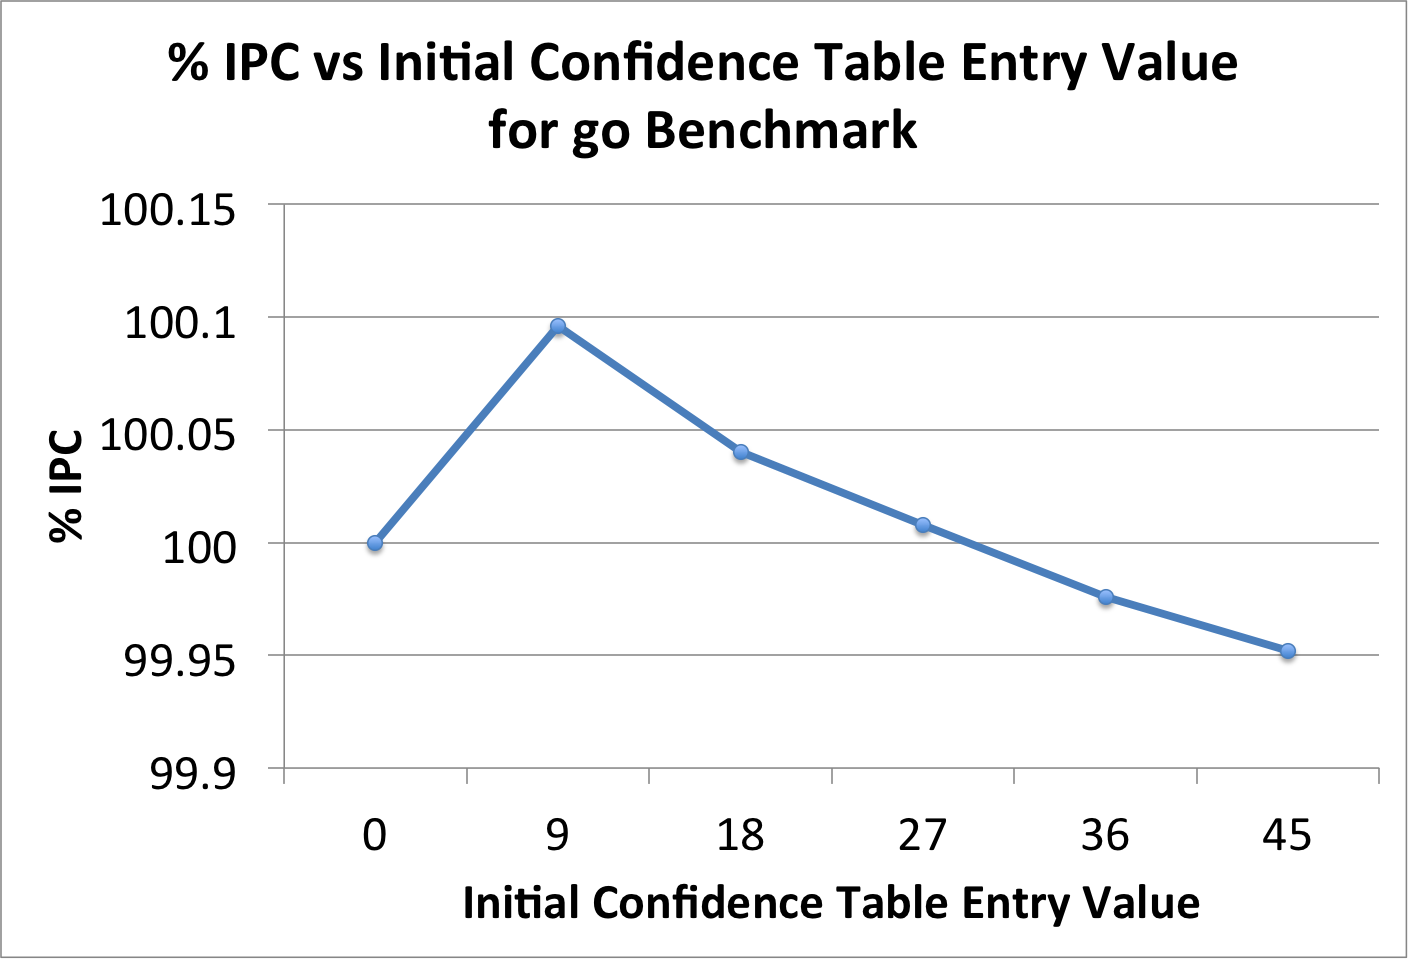 % IPC vs Initial Confidence Table Entry Value
for go Benchmark
100.15
100.1
100.05
100
99.95
99.9
% IPC
0 9 18 27 36 45
Initial Confidence Table Entry Value